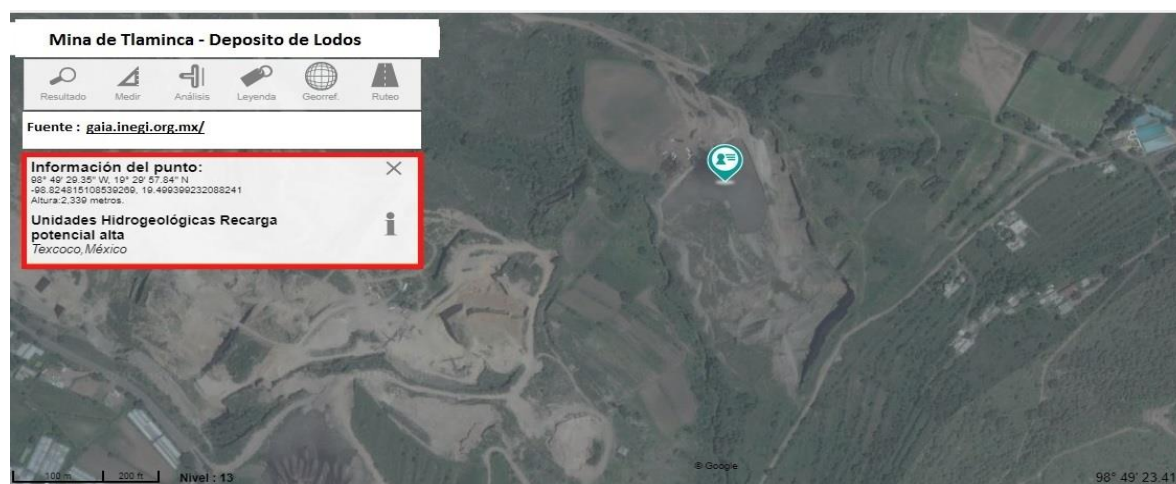 Mina de Tlaminca - Deposito de Lodos
Resultado Medir Análisis Leyenda Georref. Ruteo
Fuente : gaia.inegi.org.mx/
Información del punto:
98° 49' 29.35" W, 19° 29' 57.84" N
-98.824815108539269, 19.499399232088241
Altura:2,339 metros.
Unidades Hidrogeológicas Recarga
potencial alta
Texcoco,México
100 m 200 ft Nivel : 13
© Google
98° 49' 23.41